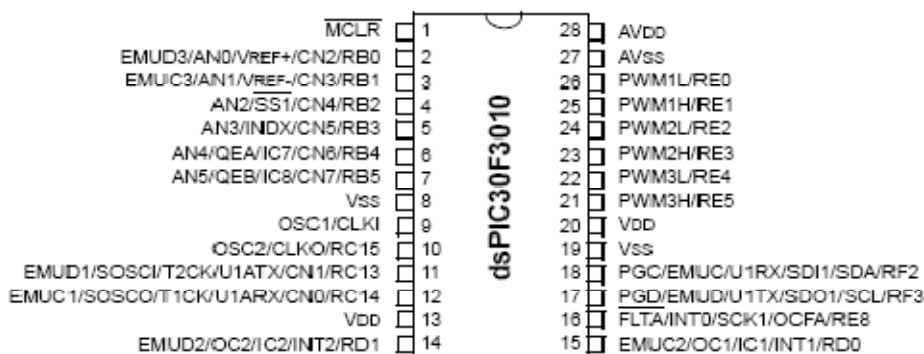 MCLR 1 28 AVDD
EMUD3/AN0/VREF+/CN2/RB0 2 27 AVSS
EMUC3/AN1/VREF-/CN3/RB1 3 26 PWM1L/RE0
AN2/SS1/CN4/RB2 4 25 PWM1H/RE1
AN3/INDX/CN5/RB3 5 24 PWM2L/RE2
AN4/QEA/IC7/CN6/RB4 6 23 PWM2H/RE3
AN5/QEB/IC8/CN7/RB5 7 22 PWM3L/RE4
VSS 8 21 PWM3H/RE5
OSC1/CLKI 9 20 VDD
OSC2/CLKO/RC15 10 19 VSS
EMUD1/SOSCI/T2CK/U1ATX/CN1/RC13 11 18 PGC/EMUC/U1RX/SDI1/SDA/RF2
EMUC1/SOSCO/T1CK/U1ARX/CN0/RC14 12 17 PGD/EMUD/U1TX/SDO1/SCL/RF3
VDD 13 16 FLTA/INT0/SCK1/OCFA/RE8
EMUD2/OC2/IC2/INT2/RD1 14 15 EMUC2/OC1/IC1/INT1/RD0
dsPIC30F3010